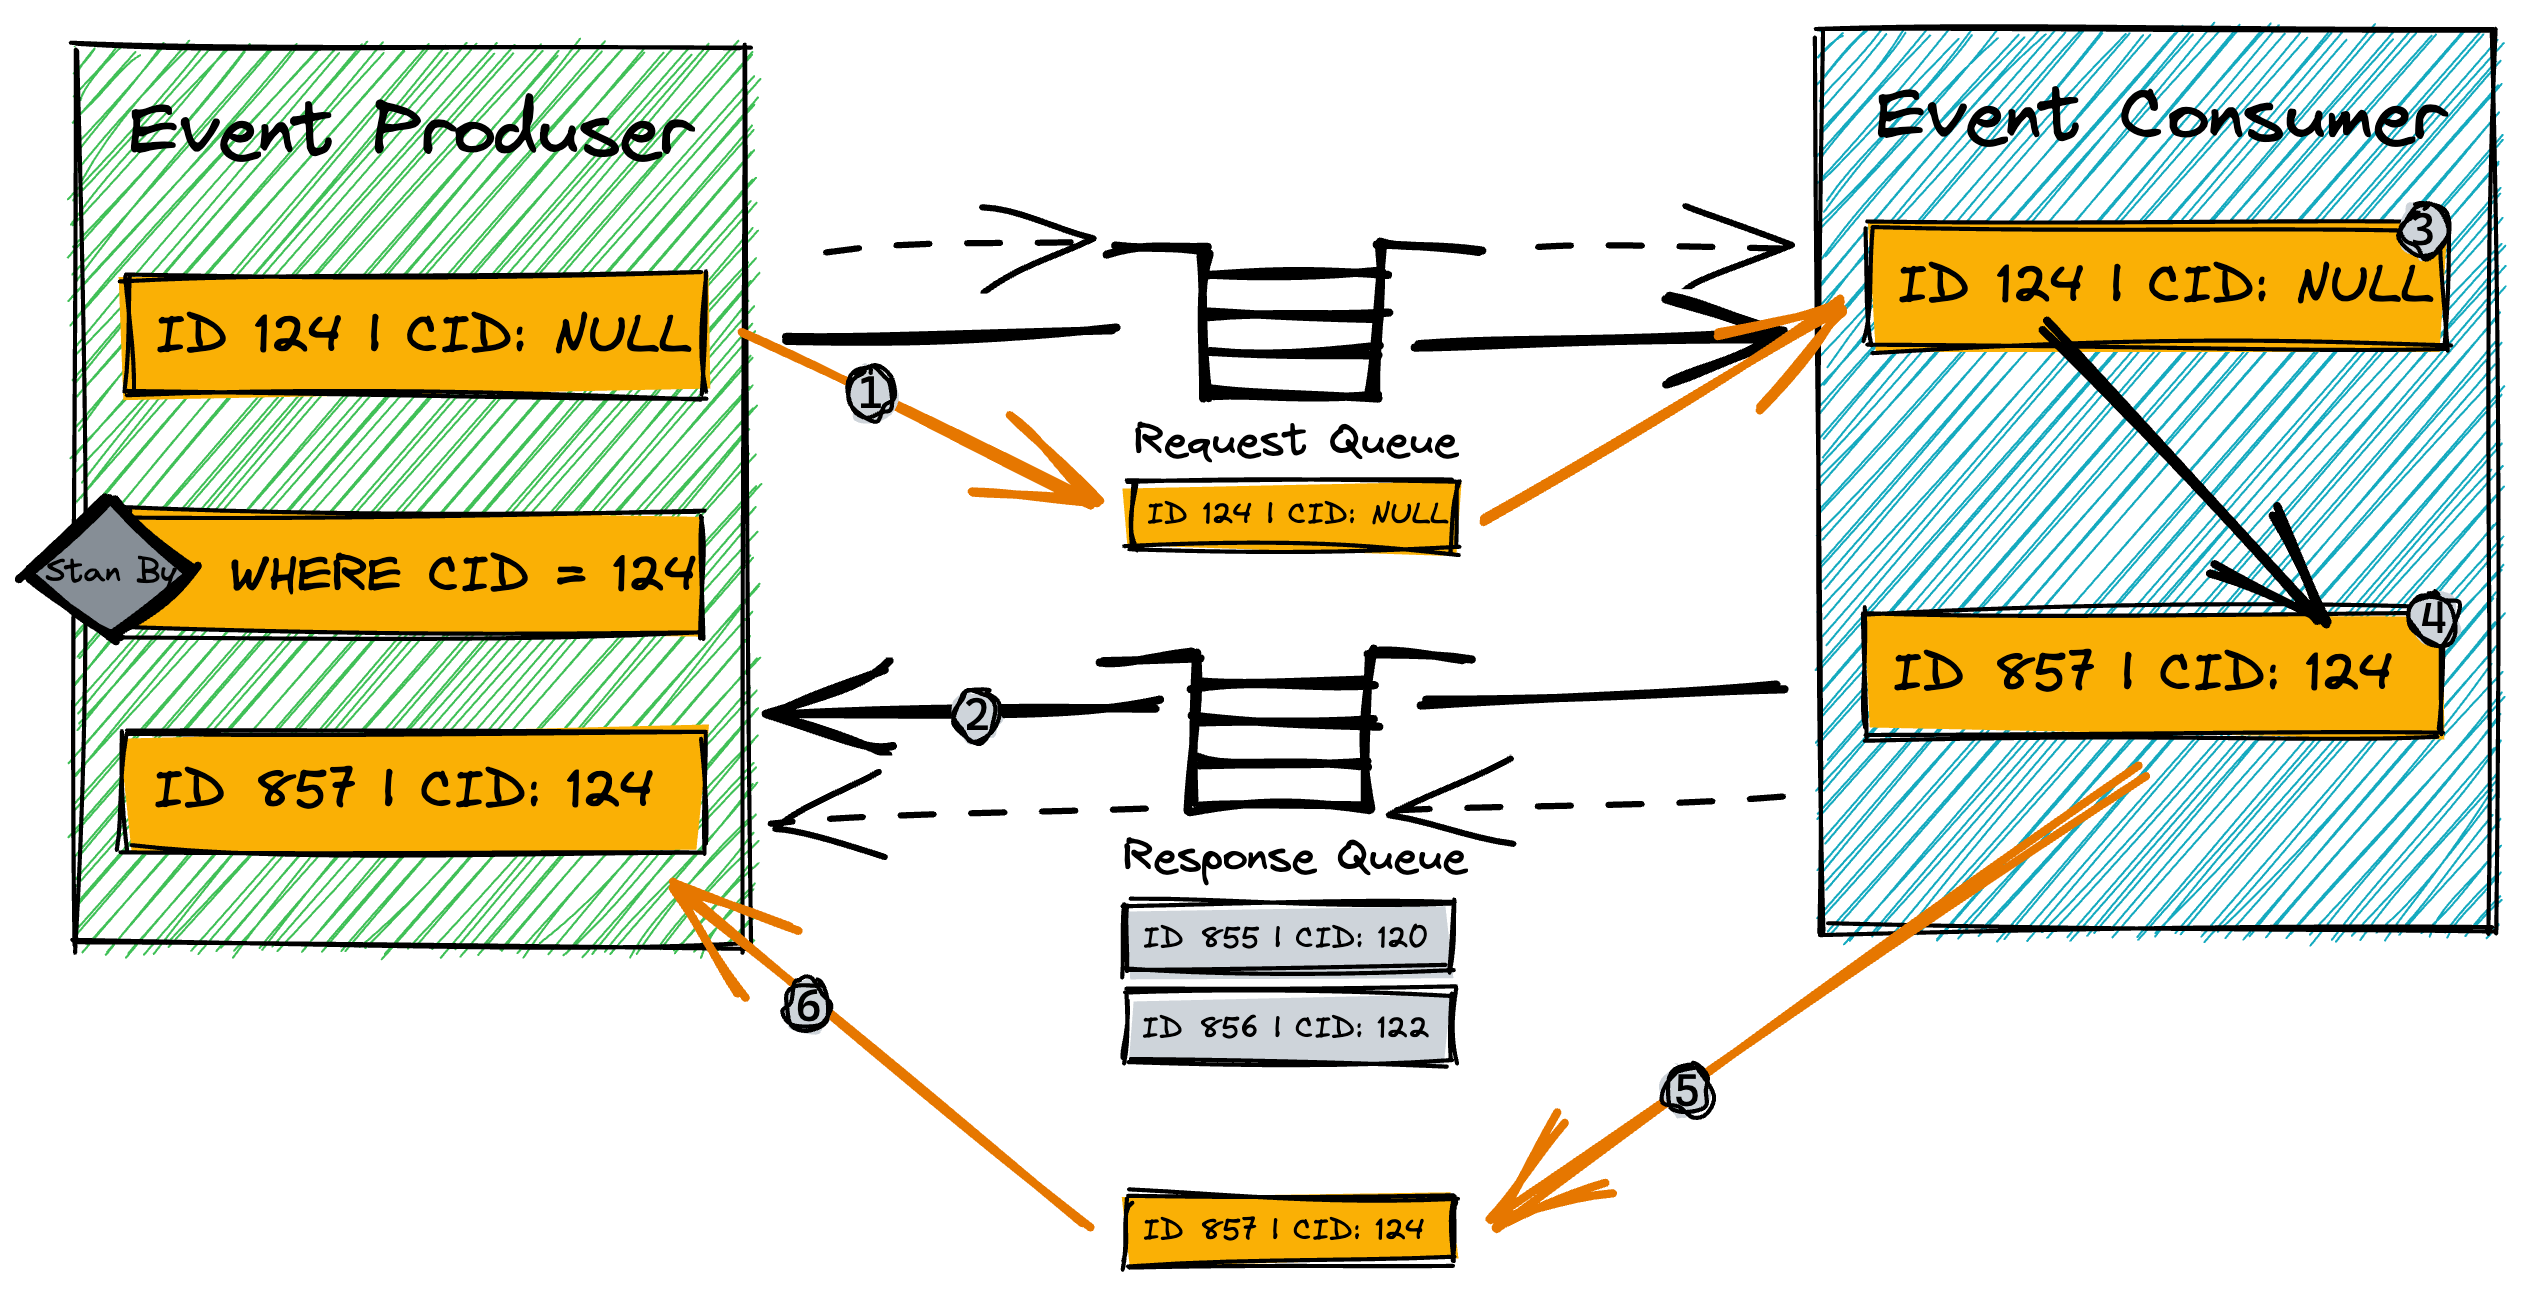 Event Produser
ID 124 | CID: NULL
Stan By
WHERE CID = 124
ID 857 | CID: 124
1
Request Queue
ID 124 | CID: NULL
2
Response Queue
ID 855 | CID: 120
ID 856 | CID: 122
ID 857 | CID: 124
6
5
Event Consumer
3
ID 124 | CID: NULL
4
ID 857 | CID: 124